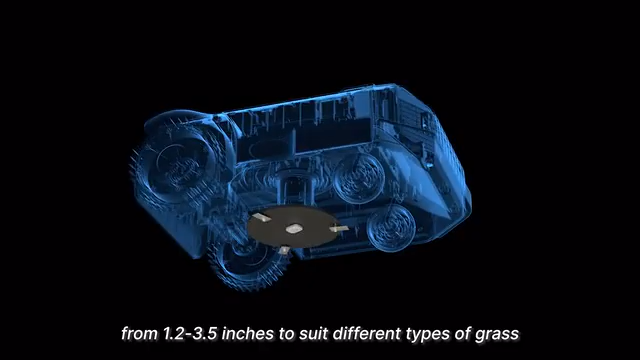 from 1.2-3.5 inches to suit different types of grass